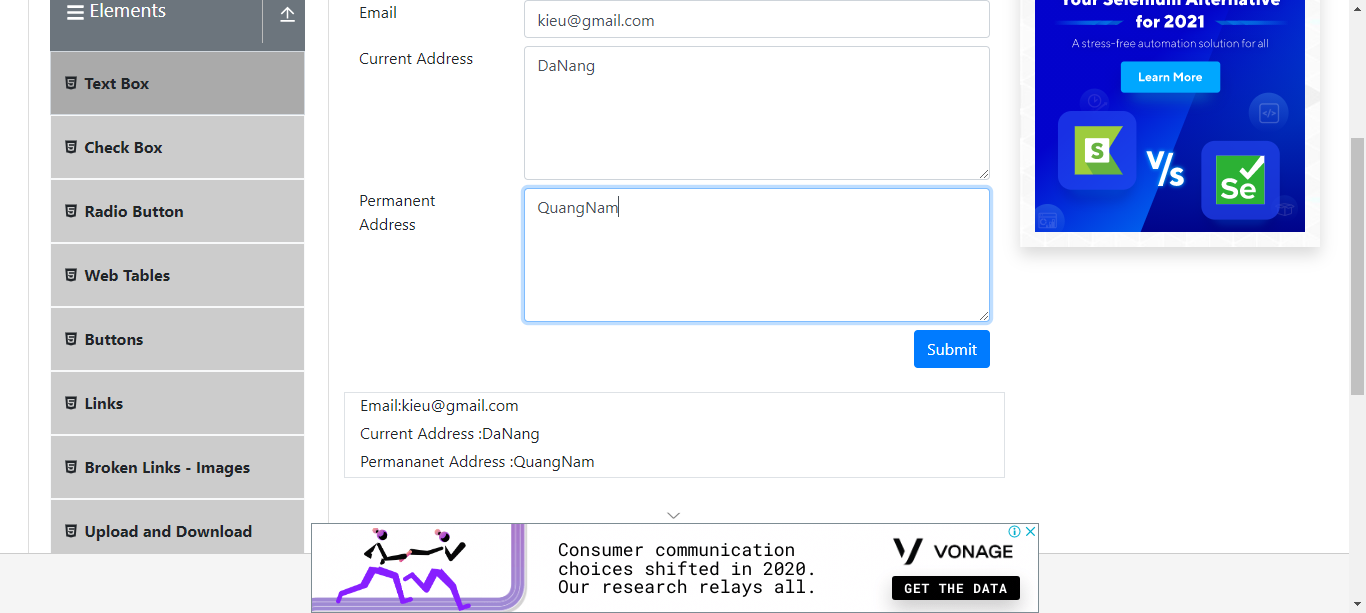 Elements
Text Box
Check Box
Radio Button
Web Tables
Buttons
Links
Broken Links - Images
Upload and Download
Email
kieu@gmail.com
Current Address
DaNang
Permanent
Address
QuangNam
Submit
Email:kieu@gmail.com
Current Address :DaNang
Permananet Address :QuangNam
Your Selenium Alternative
for 2021
A stress-free automation solution for all
Learn More
S
V/s
Se
Consumer communication
choices shifted in 2020.
Our research relays all.
VONAGE
GET THE DATA